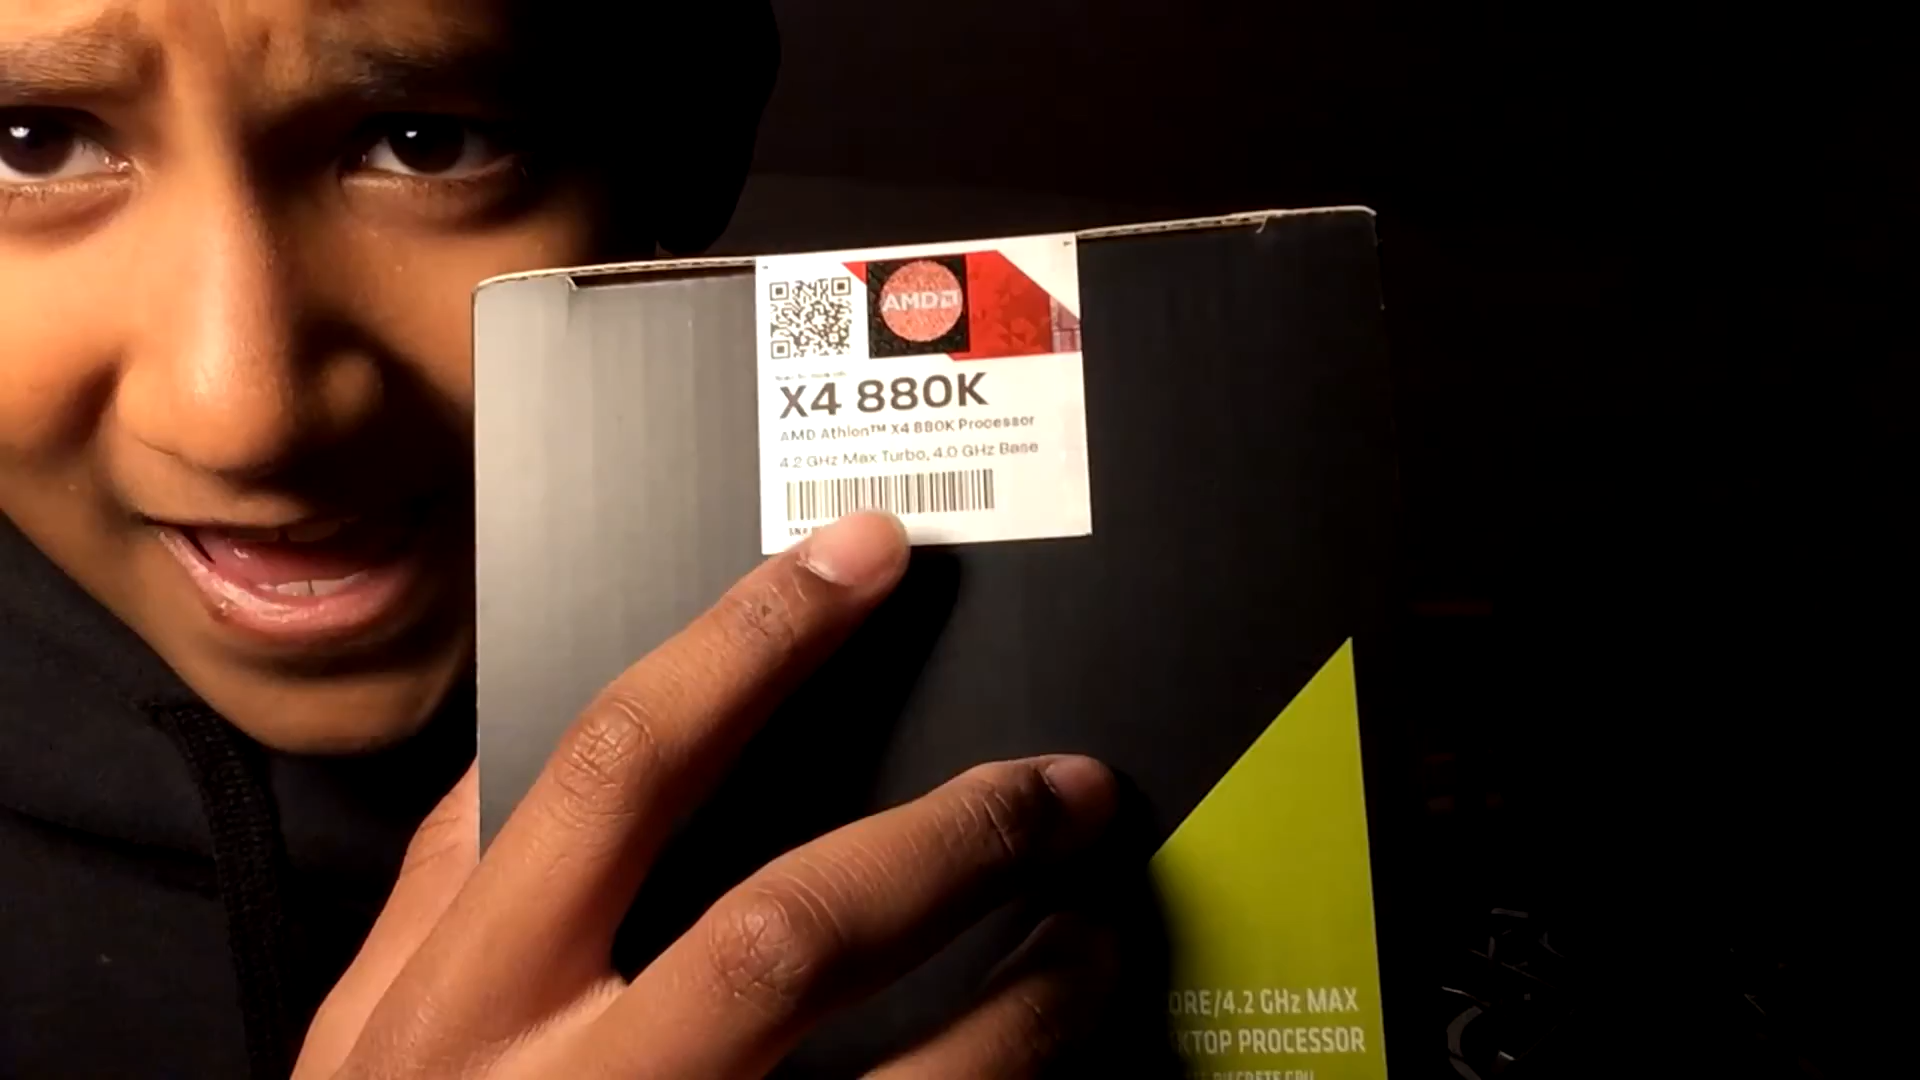 AMD
X4 880K
AMD Athlon™ X4 880K Processor
4.2 GHz Max Turbo, 4.0 GHz Base
ORE/4.2 GHz MAX
KTOP PROCESSOR